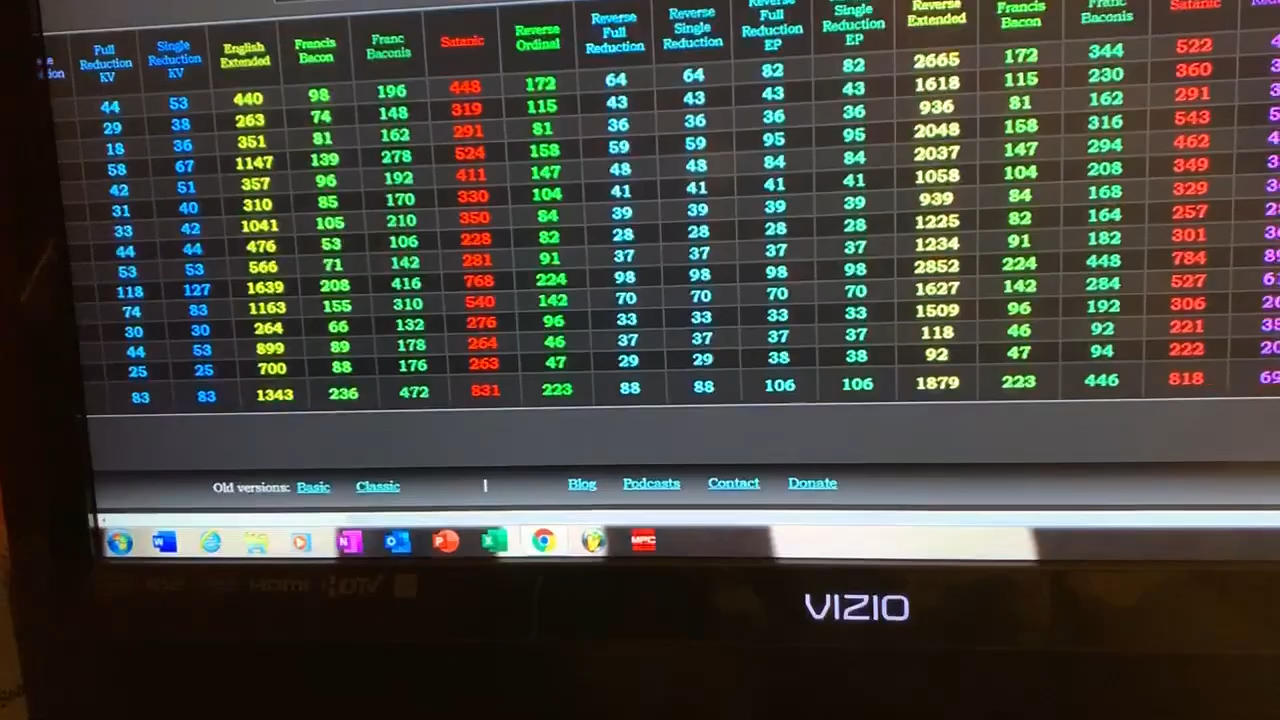 Full Reduction KV Single Reduction KV English Extended Francis Bacon Franc Baconis Satanic Reverse Ordinal Reverse Full Reduction Reverse Single Reduction Reverse Full Reduction EP Single Reduction EP Reverse Extended Francis Bacon Franc Baconis Satanic
44 53 440 98 196 448 172 64 64 82 82 2665 172 344 522
29 38 263 74 148 319 115 43 43 43 43 1618 115 230 360
18 36 351 81 162 291 81 36 36 36 36 936 81 162 291
58 67 1147 139 278 524 158 59 59 95 95 2048 158 316 543
42 51 357 96 192 411 147 48 48 84 84 2037 147 294 462
31 40 310 85 170 330 104 41 41 41 41 1058 104 208 349
33 42 1041 105 210 350 84 39 39 39 39 939 84 168 329
44 44 476 53 106 228 82 28 28 28 28 1225 82 164 257
53 53 566 71 142 281 91 37 37 37 37 1234 91 182 301
118 127 1639 208 416 768 224 98 98 98 98 2852 224 448 784
74 83 1163 155 310 540 142 70 70 70 70 1627 142 284 527
30 30 264 66 132 276 96 33 33 33 33 1509 96 192 306
44 53 899 89 178 264 46 37 37 37 37 118 46 92 221
25 25 700 88 176 263 47 29 29 38 38 92 47 94 222
83 83 1343 236 472 831 223 88 88 106 106 1879 223 446 818
Old versions: Basic Classic | Blog Podcasts Contact Donate
W N O P X MPC
HDMI HDTV
VIZIO